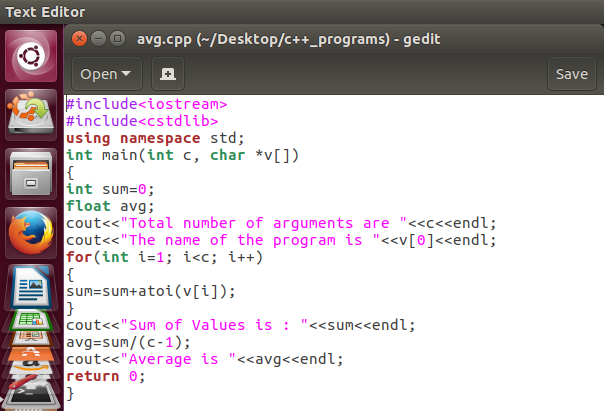 Text Editor
avg.cpp (~/Desktop/c++_programs) - gedit
Open Save
#include<iostream>
#include<cstdlib>
using namespace std;
int main(int c, char *v[])
{
int sum=0;
float avg;
cout<<"Total number of arguments are "<<c<<endl;
cout<<"The name of the program is "<<v[0]<<endl;
for(int i=1; i<c; i++)
{
sum=sum+atoi(v[i]);
}
cout<<"Sum of Values is : "<<sum<<endl;
avg=sum/(c-1);
cout<<"Average is "<<avg<<endl;
return 0;
}